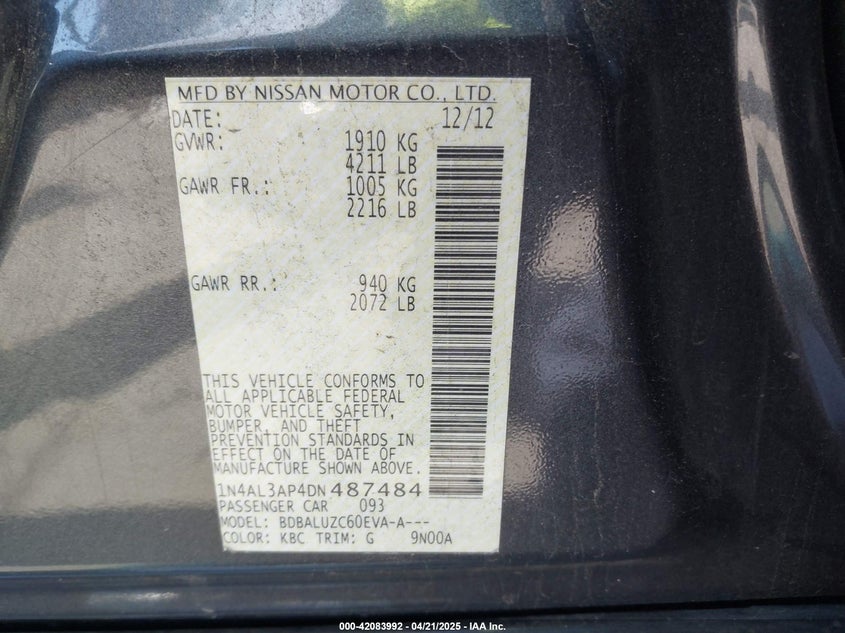 MFD BY NISSAN MOTOR CO., LTD.
DATE: 12/12
GVWR: 1910 KG
4211 LB
GAWR FR.: 1005 KG
2216 LB
GAWR RR.: 940 KG
2072 LB
THIS VEHICLE CONFORMS TO
ALL APPLICABLE FEDERAL
MOTOR VEHICLE SAFETY,
BUMPER, AND THEFT
PREVENTION STANDARDS IN
EFFECT ON THE DATE OF
MANUFACTURE SHOWN ABOVE.
1N4AL3AP4DN487484
PASSENGER CAR 093
MODEL: BDBALUZC60EVA-A---
COLOR: KBC TRIM: G 9N00A
000-42083992 - 04/21/2025 - IAA Inc.